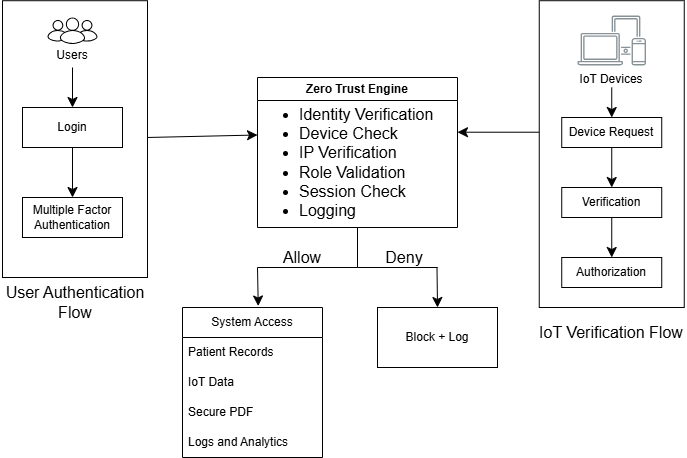 Users
Login
Multiple Factor
Authentication
User Authentication
Flow
Zero Trust Engine
Identity Verification
Device Check
IP Verification
Role Validation
Session Check
Logging
Allow
Deny
System Access
Patient Records
IoT Data
Secure PDF
Logs and Analytics
Block + Log
IoT Devices
Device Request
Verification
Authorization
IoT Verification Flow